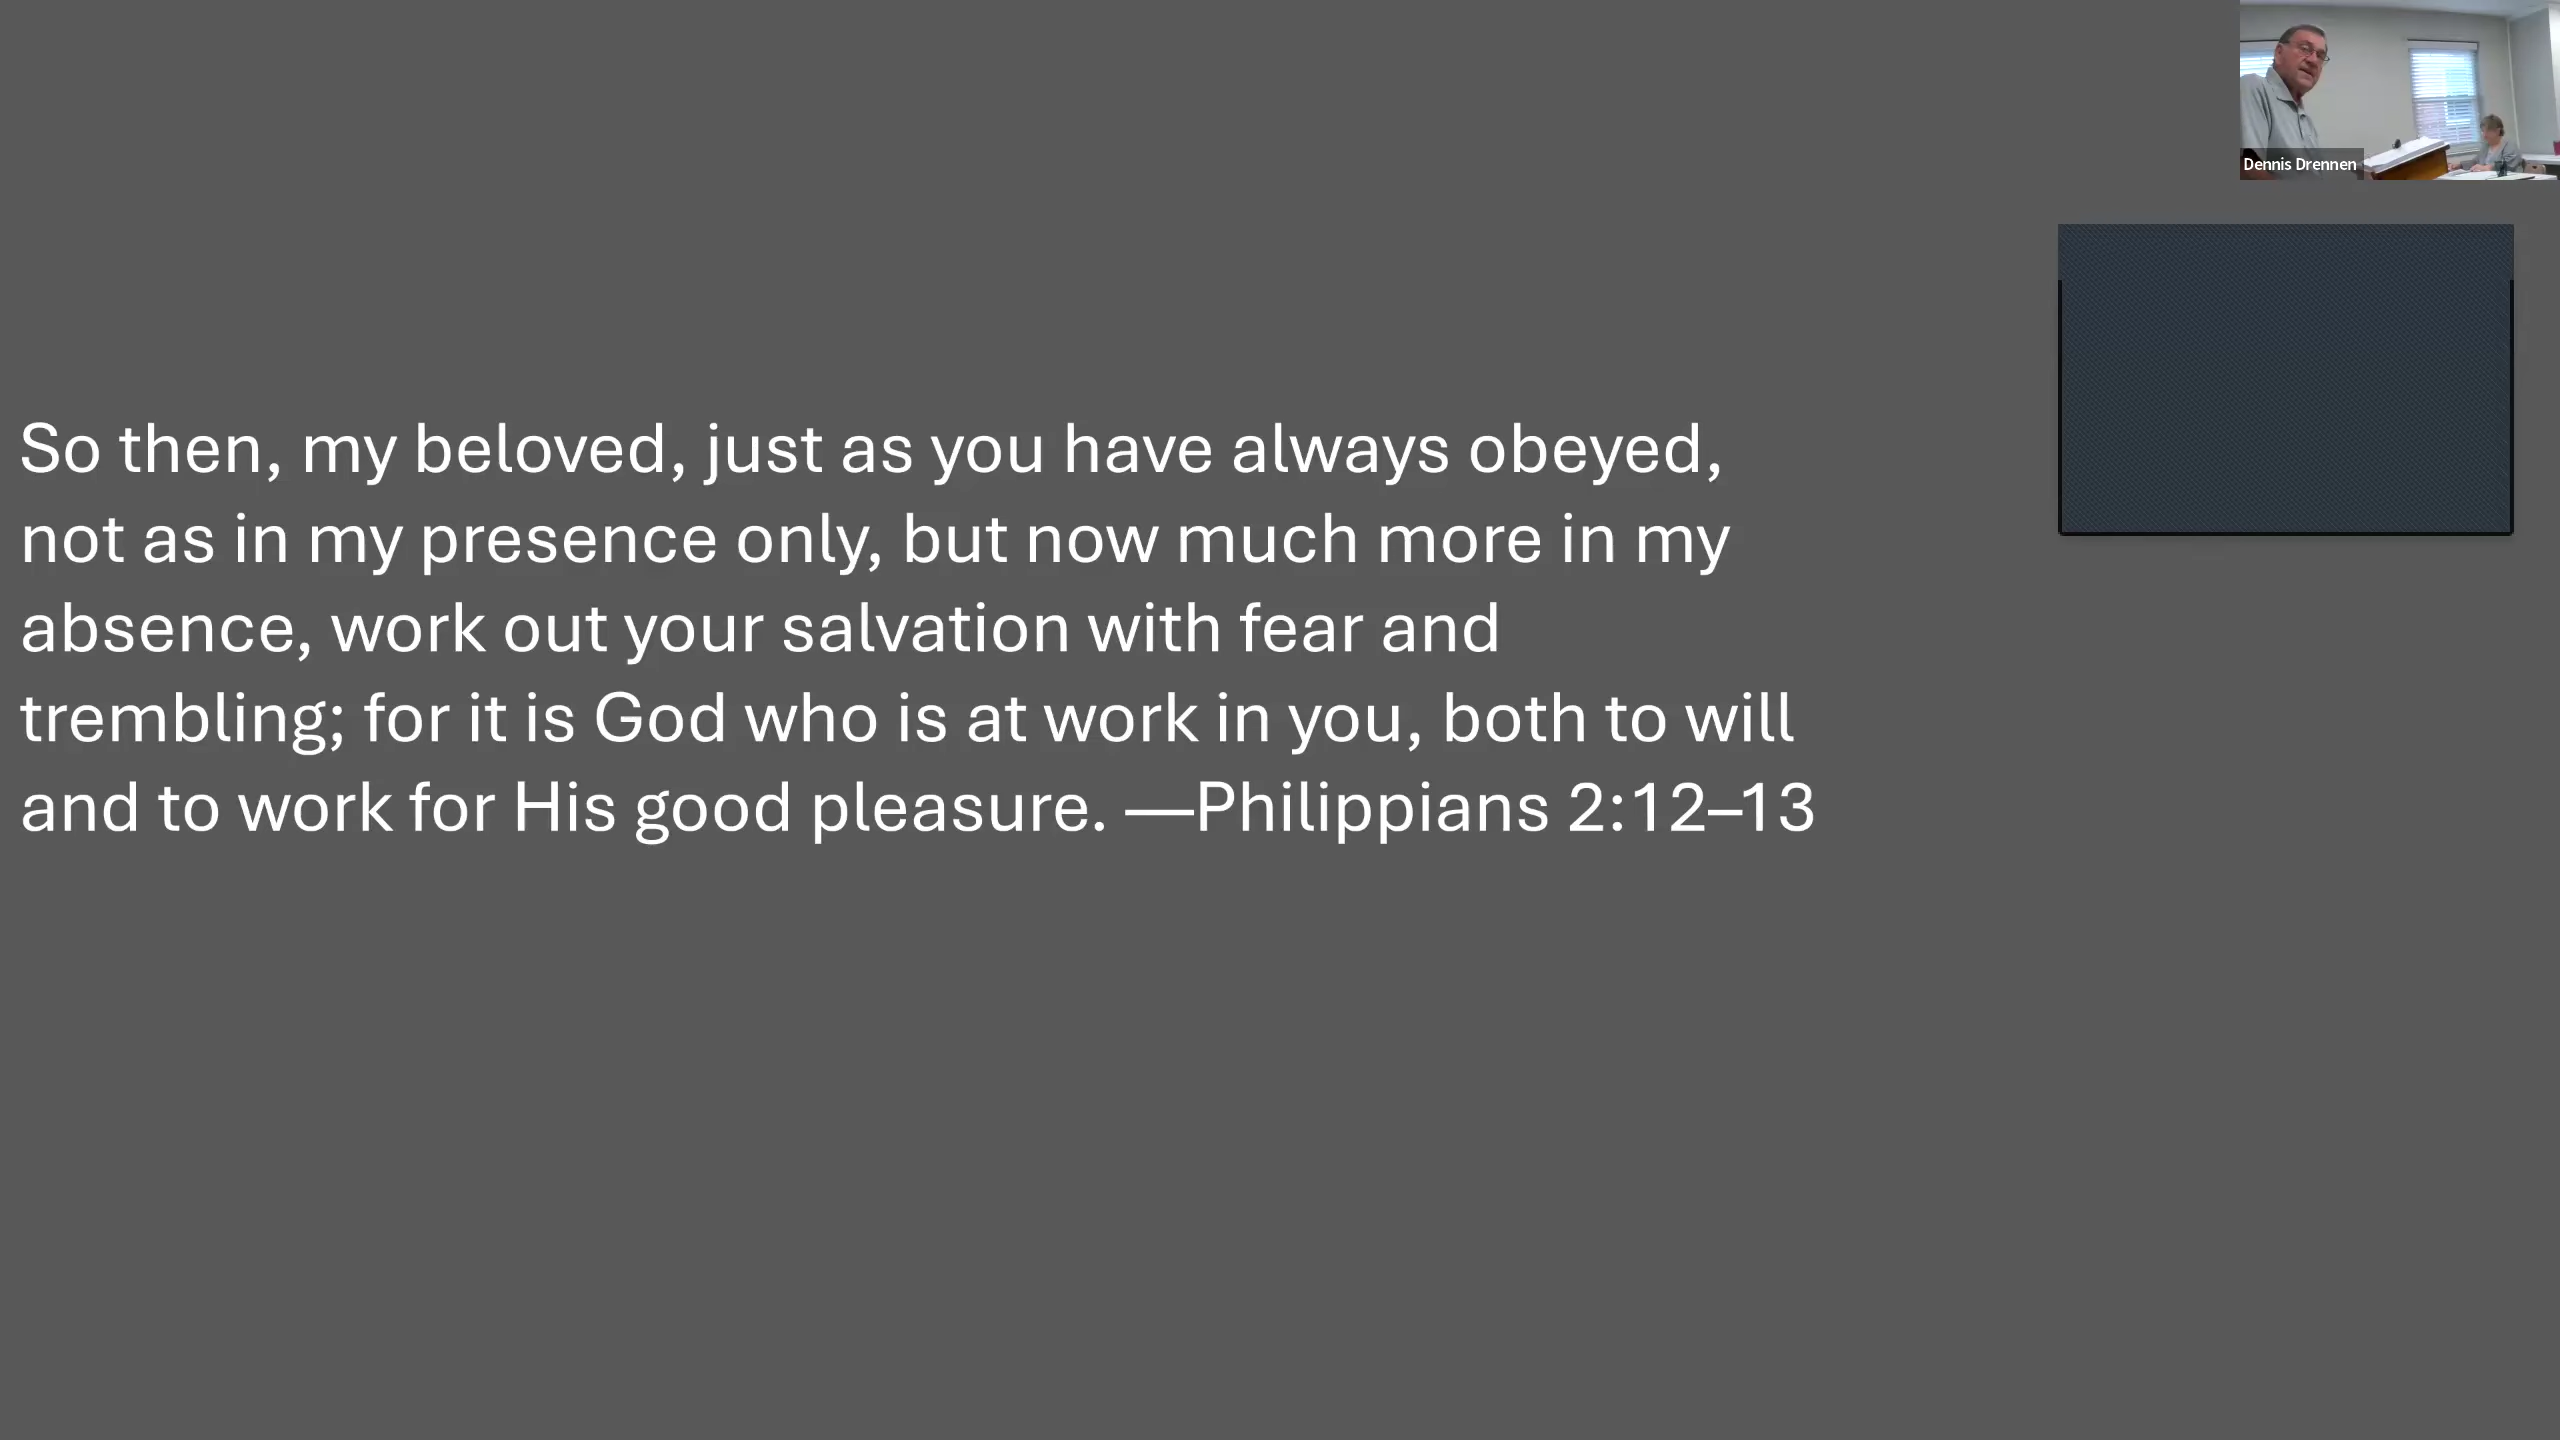 Dennis Drennen
So then, my beloved, just as you have always obeyed,
not as in my presence only, but now much more in my
absence, work out your salvation with fear and
trembling; for it is God who is at work in you, both to will
and to work for His good pleasure. —Philippians 2:12–13